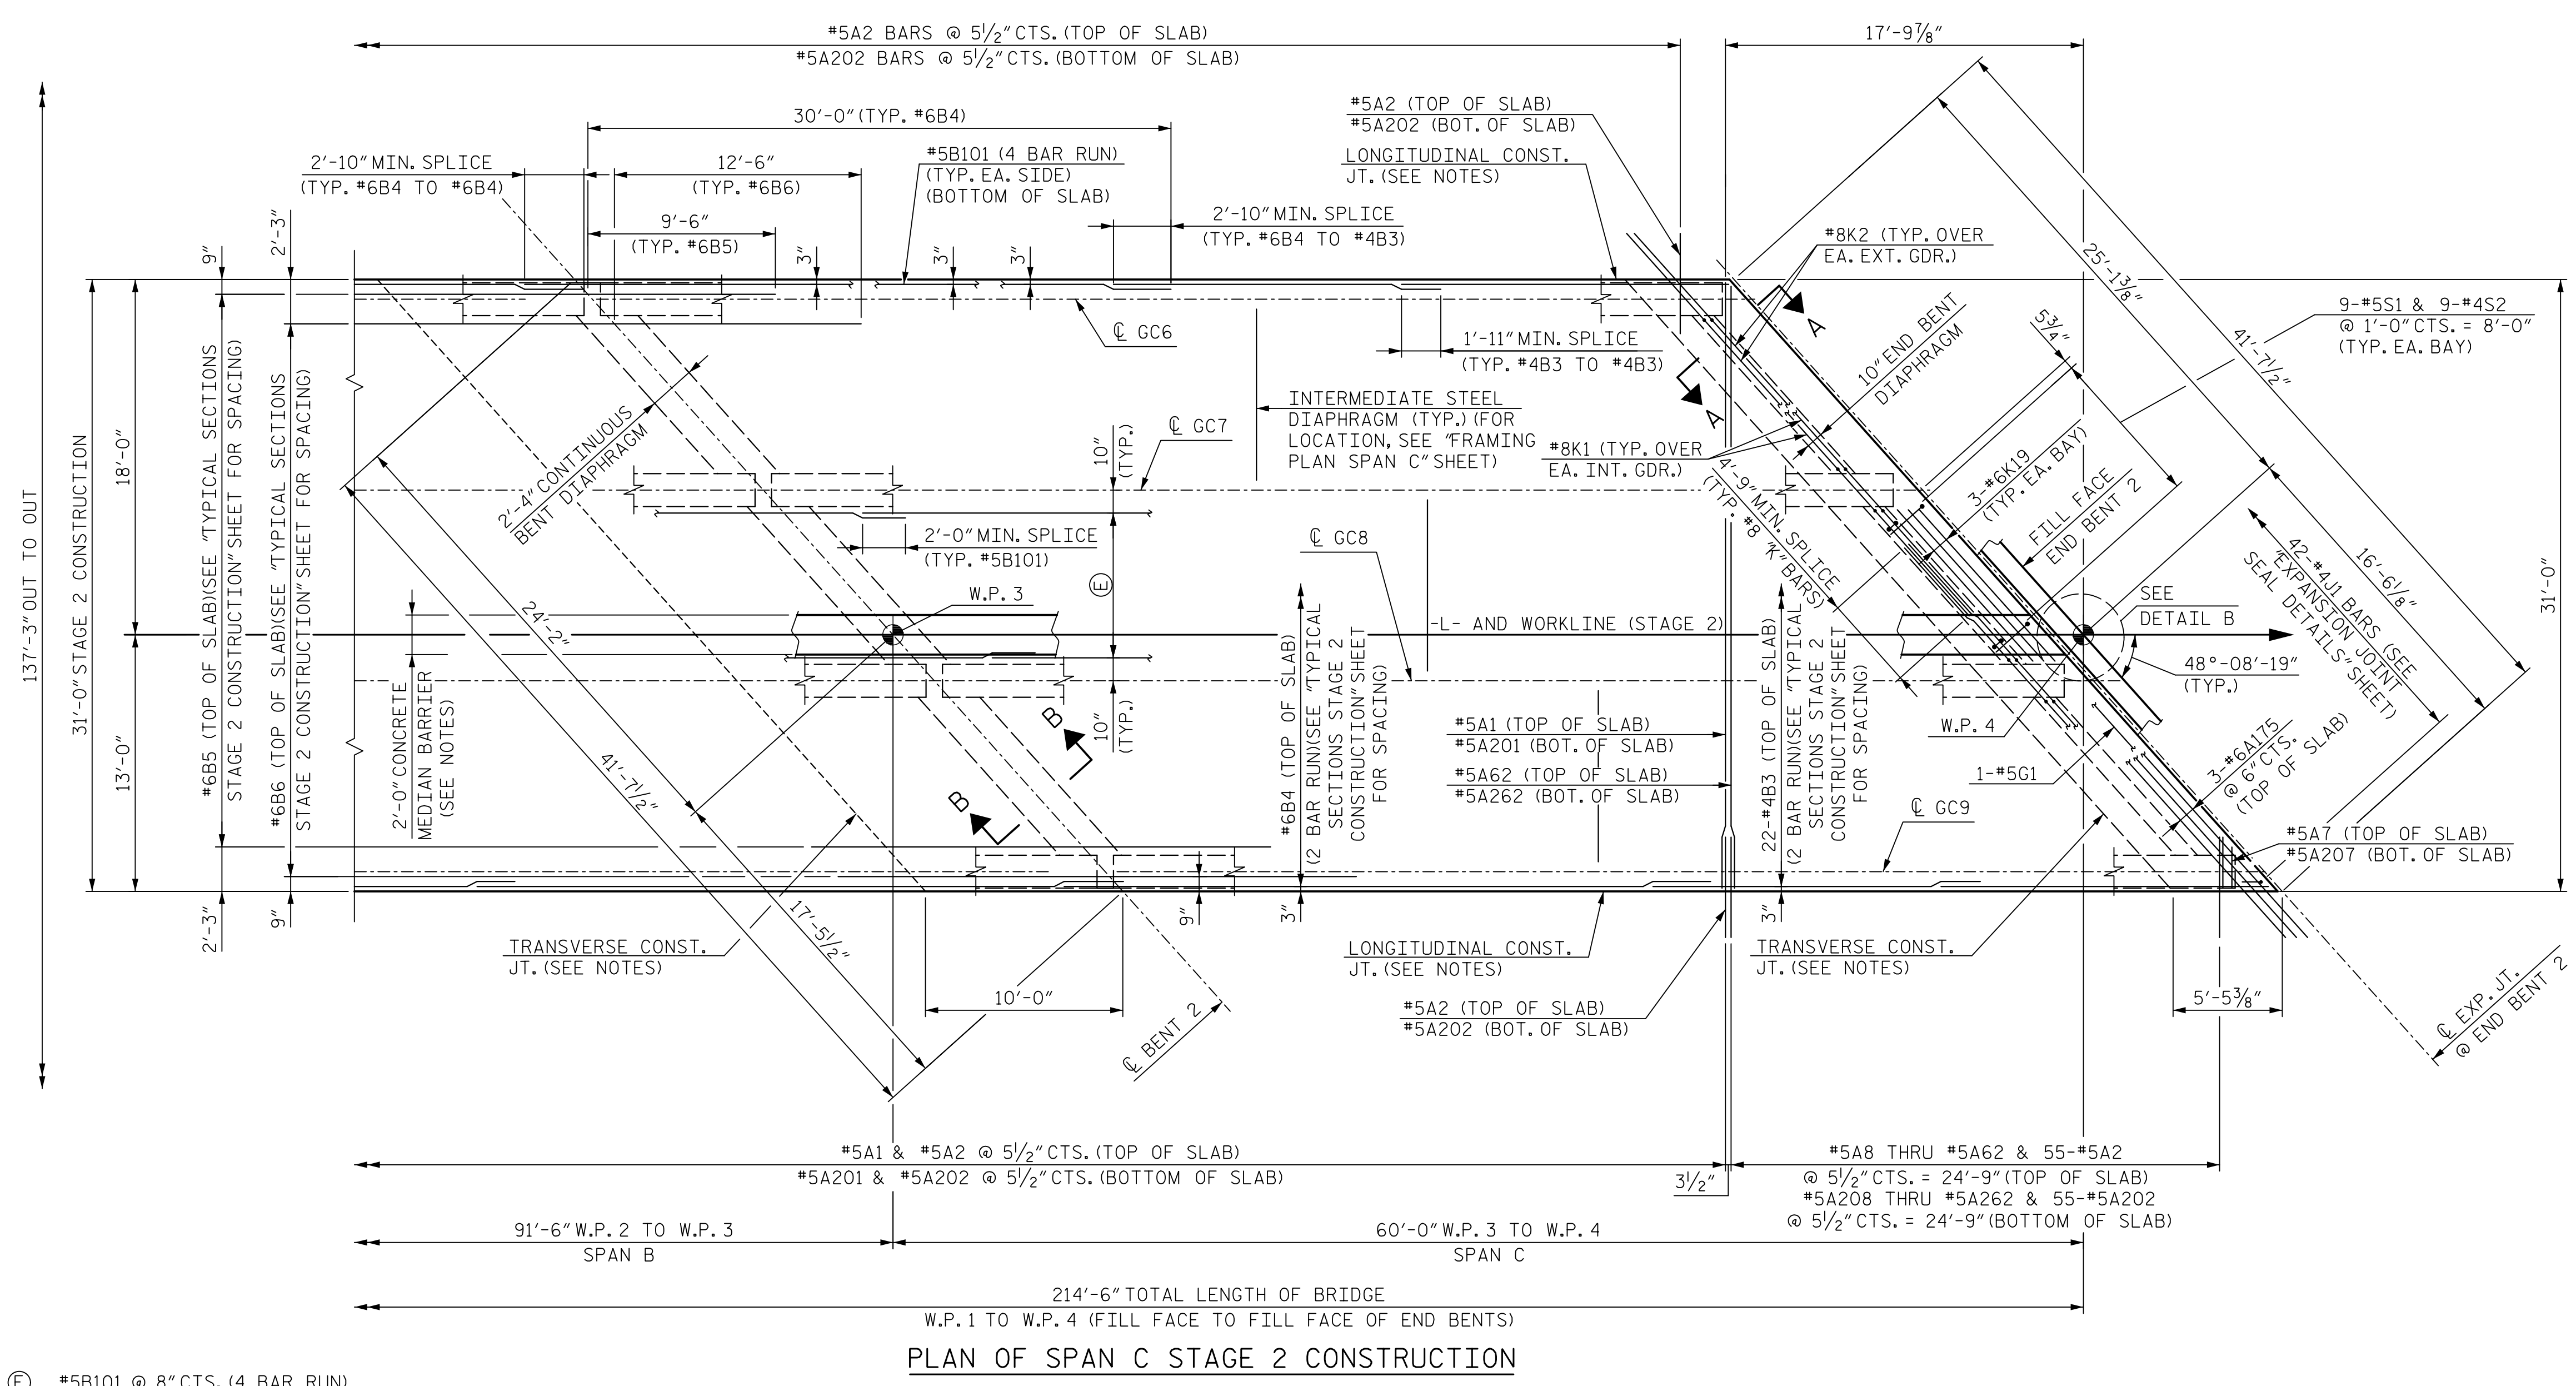 #5A2 BARS @ 5½" CTS. (TOP OF SLAB)
#5A202 BARS @ 5½" CTS. (BOTTOM OF SLAB)
17'-9⅞"
30'-0" (TYP. #6B4)
2'-10" MIN. SPLICE
(TYP. #6B4 TO #6B4)
12'-6"
(TYP. #6B6)
9'-6"
(TYP. #6B5)
#5B101 (4 BAR RUN)
(TYP. EA. SIDE)
(BOTTOM OF SLAB)
2'-10" MIN. SPLICE
(TYP. #6B4 TO #4B3)
#5A2 (TOP OF SLAB)
#5A202 (BOT. OF SLAB)
LONGITUDINAL CONST.
JT. (SEE NOTES)
#8K2 (TYP. OVER
EA. EXT. GDR.)
25'-1⅜"
41'-7½"
9-#5S1 & 9-#4S2
@ 1'-0" CTS. = 8'-0"
(TYP. EA. BAY)
5¾"
9"
2'-3"
3"
3"
3"
℄ GC6
1'-11" MIN. SPLICE
(TYP. #4B3 TO #4B3)
A
A
10" END BENT
DIAPHRAGM
INTERMEDIATE STEEL
DIAPHRAGM (TYP.) (FOR
LOCATION, SEE "FRAMING
PLAN SPAN C" SHEET)
#8K1 (TYP. OVER
EA. INT. GDR.)
℄ GC7
10"
(TYP.)
2'-4" CONTINUOUS
BENT DIAPHRAGM
4'-9" MIN. SPLICE
(TYP. #8 "K" BARS)
3-#6K19
(TYP. EA. BAY)
FILL FACE
END BENT 2
137'-3" OUT TO OUT
31'-0" STAGE 2 CONSTRUCTION
18'-0"
13'-0"
#6B5 (TOP OF SLAB)(SEE "TYPICAL SECTIONS
STAGE 2 CONSTRUCTION" SHEET FOR SPACING)
#6B6 (TOP OF SLAB)(SEE "TYPICAL SECTIONS
STAGE 2 CONSTRUCTION" SHEET FOR SPACING)
2'-0" MIN. SPLICE
(TYP. #5B101)
℄ GC8
E
W.P. 3
-L- AND WORKLINE (STAGE 2)
SEE
DETAIL B
48°-08'-19"
(TYP.)
W.P. 4
16'-6⅛"
42-#4J1 BARS (SEE
"EXPANSTION JOINT
SEAL DETAILS" SHEET)
31'-0"
24'-2"
41'-7½"
17'-5½"
2'-0" CONCRETE
MEDIAN BARRIER
(SEE NOTES)
10"
(TYP.)
B
B
#6B4 (TOP OF SLAB)
(2 BAR RUN)(SEE "TYPICAL
SECTIONS STAGE 2
CONSTRUCTION" SHEET
FOR SPACING)
#5A1 (TOP OF SLAB)
#5A201 (BOT. OF SLAB)
#5A62 (TOP OF SLAB)
#5A262 (BOT. OF SLAB)
22-#4B3 (TOP OF SLAB)
(2 BAR RUN)(SEE "TYPICAL
SECTIONS STAGE 2
CONSTRUCTION" SHEET
FOR SPACING)
1-#5G1
3-#6A175
@ 6" CTS.
(TOP OF SLAB)
℄ GC9
#5A7 (TOP OF SLAB)
#5A207 (BOT. OF SLAB)
2'-3"
9"
9"
3"
3"
TRANSVERSE CONST.
JT. (SEE NOTES)
10'-0"
℄ BENT 2
LONGITUDINAL CONST.
JT. (SEE NOTES)
#5A2 (TOP OF SLAB)
#5A202 (BOT. OF SLAB)
TRANSVERSE CONST.
JT. (SEE NOTES)
5'-5⅜"
℄ EXP. JT.
@ END BENT 2
#5A1 & #5A2 @ 5½" CTS. (TOP OF SLAB)
#5A201 & #5A202 @ 5½" CTS. (BOTTOM OF SLAB)
3½"
#5A8 THRU #5A62 & 55-#5A2
@ 5½" CTS. = 24'-9" (TOP OF SLAB)
#5A208 THRU #5A262 & 55-#5A202
@ 5½" CTS. = 24'-9" (BOTTOM OF SLAB)
91'-6" W.P. 2 TO W.P. 3
SPAN B
60'-0" W.P. 3 TO W.P. 4
SPAN C
214'-6" TOTAL LENGTH OF BRIDGE
W.P. 1 TO W.P. 4 (FILL FACE TO FILL FACE OF END BENTS)
PLAN OF SPAN C STAGE 2 CONSTRUCTION
E #5B101 @ 8" CTS. (4 BAR RUN)